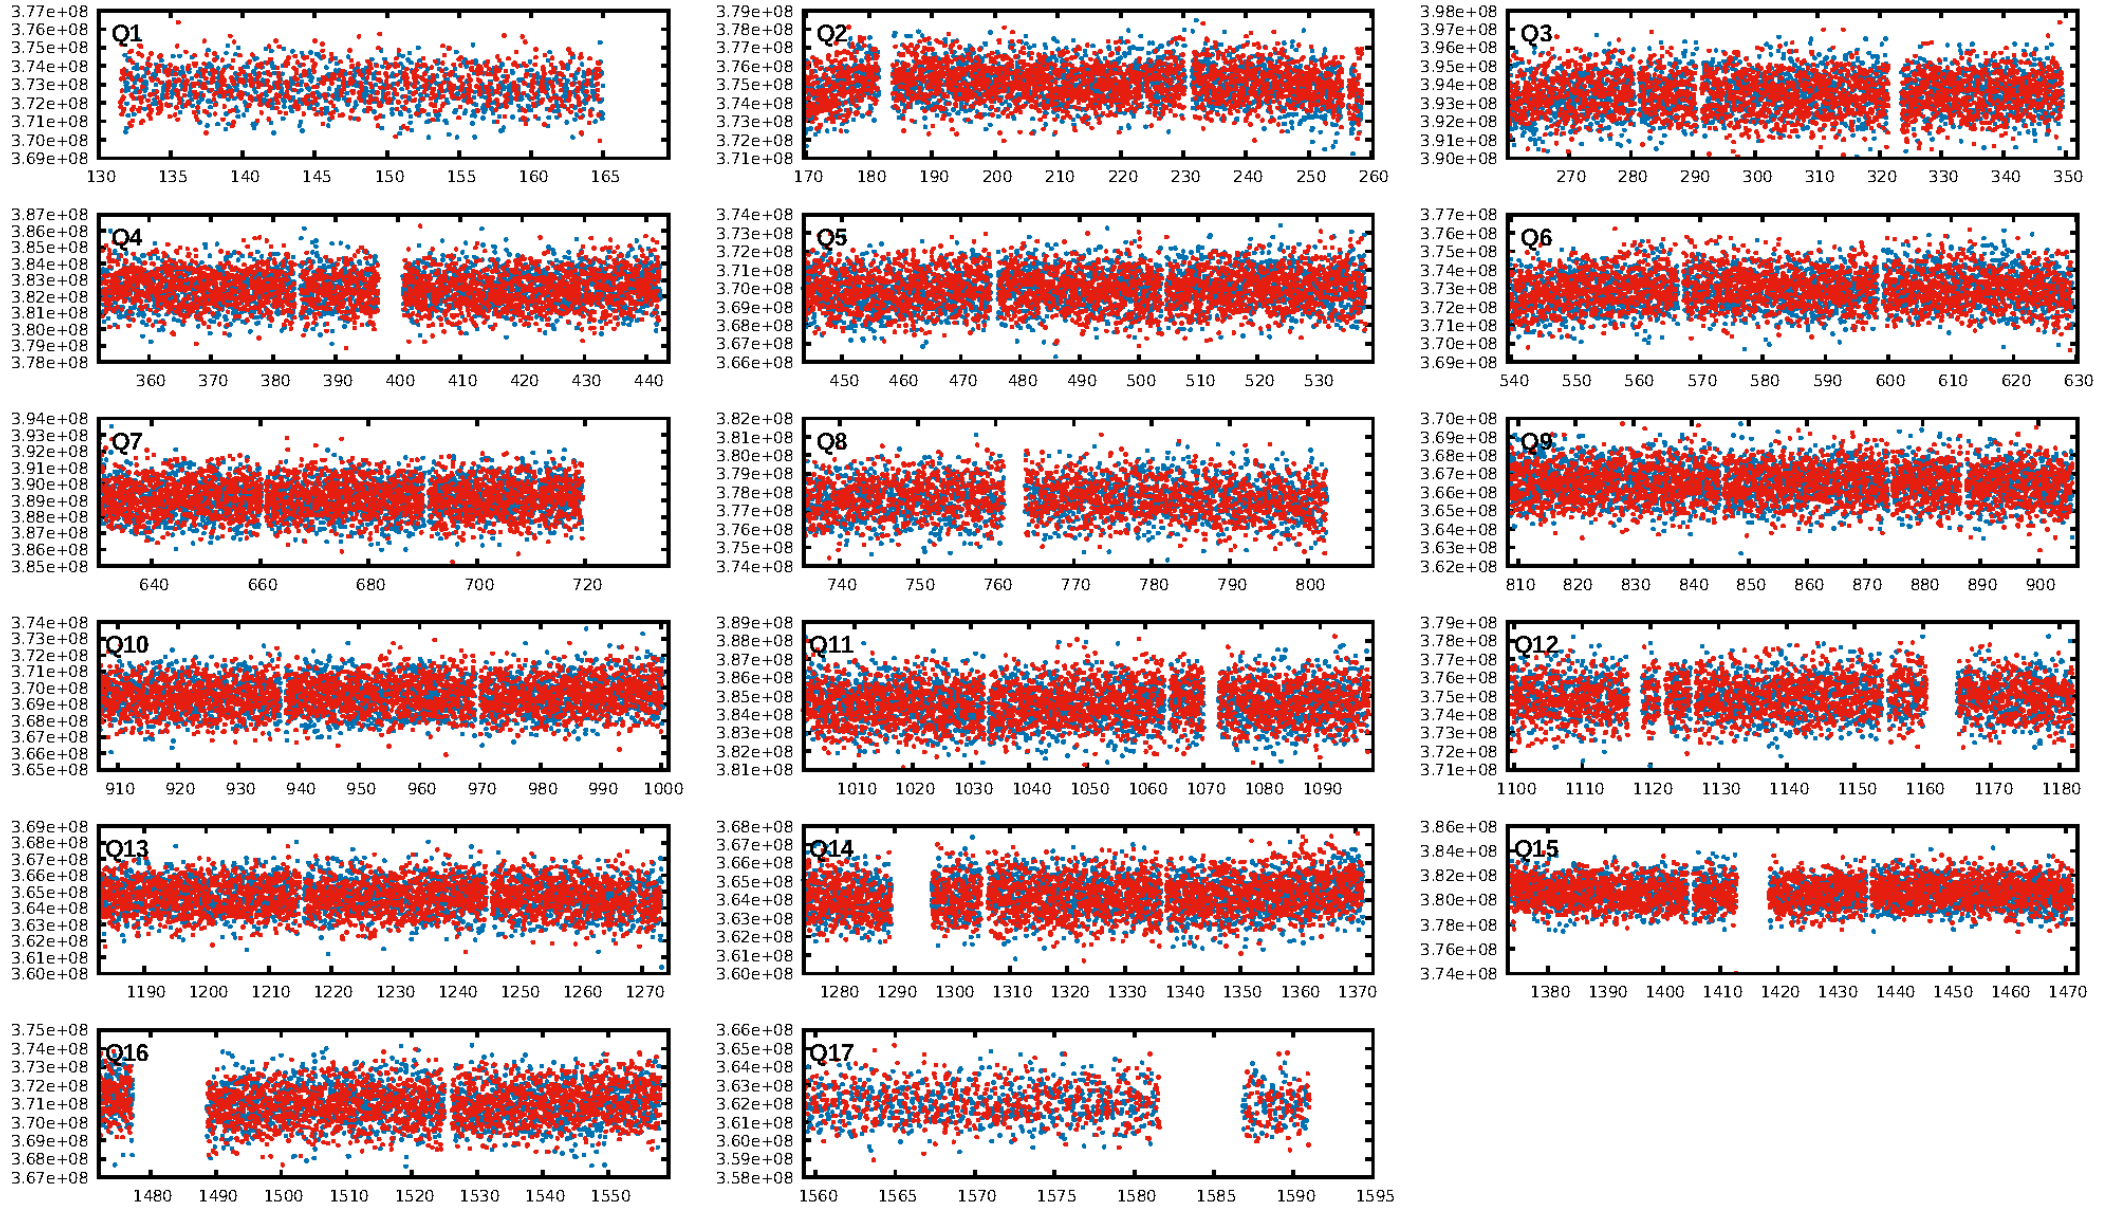 3.77e+08
3.76e+08
3.75e+08
3.74e+08
3.73e+08
3.72e+08
3.71e+08
3.70e+08
3.69e+08
Q1
130 135 140 145 150 155 160 165
3.79e+08
3.78e+08
3.77e+08
3.76e+08
3.75e+08
3.74e+08
3.73e+08
3.72e+08
3.71e+08
Q2
170 180 190 200 210 220 230 240 250 260
3.98e+08
3.97e+08
3.96e+08
3.95e+08
3.94e+08
3.93e+08
3.92e+08
3.91e+08
3.90e+08
Q3
270 280 290 300 310 320 330 340 350
3.87e+08
3.86e+08
3.85e+08
3.84e+08
3.83e+08
3.82e+08
3.81e+08
3.80e+08
3.79e+08
3.78e+08
Q4
360 370 380 390 400 410 420 430 440
3.74e+08
3.73e+08
3.72e+08
3.71e+08
3.70e+08
3.69e+08
3.68e+08
3.67e+08
3.66e+08
Q5
450 460 470 480 490 500 510 520 530
3.77e+08
3.76e+08
3.75e+08
3.74e+08
3.73e+08
3.72e+08
3.71e+08
3.70e+08
3.69e+08
Q6
540 550 560 570 580 590 600 610 620 630
3.94e+08
3.93e+08
3.92e+08
3.91e+08
3.90e+08
3.89e+08
3.88e+08
3.87e+08
3.86e+08
3.85e+08
Q7
640 660 680 700 720
3.82e+08
3.81e+08
3.80e+08
3.79e+08
3.78e+08
3.77e+08
3.76e+08
3.75e+08
3.74e+08
Q8
740 750 760 770 780 790 800
3.70e+08
3.69e+08
3.68e+08
3.67e+08
3.66e+08
3.65e+08
3.64e+08
3.63e+08
3.62e+08
Q9
810 820 830 840 850 860 870 880 890 900
3.74e+08
3.73e+08
3.72e+08
3.71e+08
3.70e+08
3.69e+08
3.68e+08
3.67e+08
3.66e+08
3.65e+08
Q10
910 920 930 940 950 960 970 980 990 1000
3.89e+08
3.88e+08
3.87e+08
3.86e+08
3.85e+08
3.84e+08
3.83e+08
3.82e+08
3.81e+08
Q11
1010 1020 1030 1040 1050 1060 1070 1080 1090
3.79e+08
3.78e+08
3.77e+08
3.76e+08
3.75e+08
3.74e+08
3.73e+08
3.72e+08
3.71e+08
Q12
1100 1110 1120 1130 1140 1150 1160 1170 1180
3.69e+08
3.68e+08
3.67e+08
3.66e+08
3.65e+08
3.64e+08
3.63e+08
3.62e+08
3.61e+08
3.60e+08
Q13
1190 1200 1210 1220 1230 1240 1250 1260 1270
3.68e+08
3.67e+08
3.66e+08
3.65e+08
3.64e+08
3.63e+08
3.62e+08
3.61e+08
3.60e+08
Q14
1280 1290 1300 1310 1320 1330 1340 1350 1360 1370
3.86e+08
3.84e+08
3.82e+08
3.80e+08
3.78e+08
3.76e+08
3.74e+08
Q15
1380 1390 1400 1410 1420 1430 1440 1450 1460 1470
3.75e+08
3.74e+08
3.73e+08
3.72e+08
3.71e+08
3.70e+08
3.69e+08
3.68e+08
3.67e+08
Q16
1480 1490 1500 1510 1520 1530 1540 1550
3.66e+08
3.65e+08
3.64e+08
3.63e+08
3.62e+08
3.61e+08
3.60e+08
3.59e+08
3.58e+08
Q17
1560 1565 1570 1575 1580 1585 1590 1595